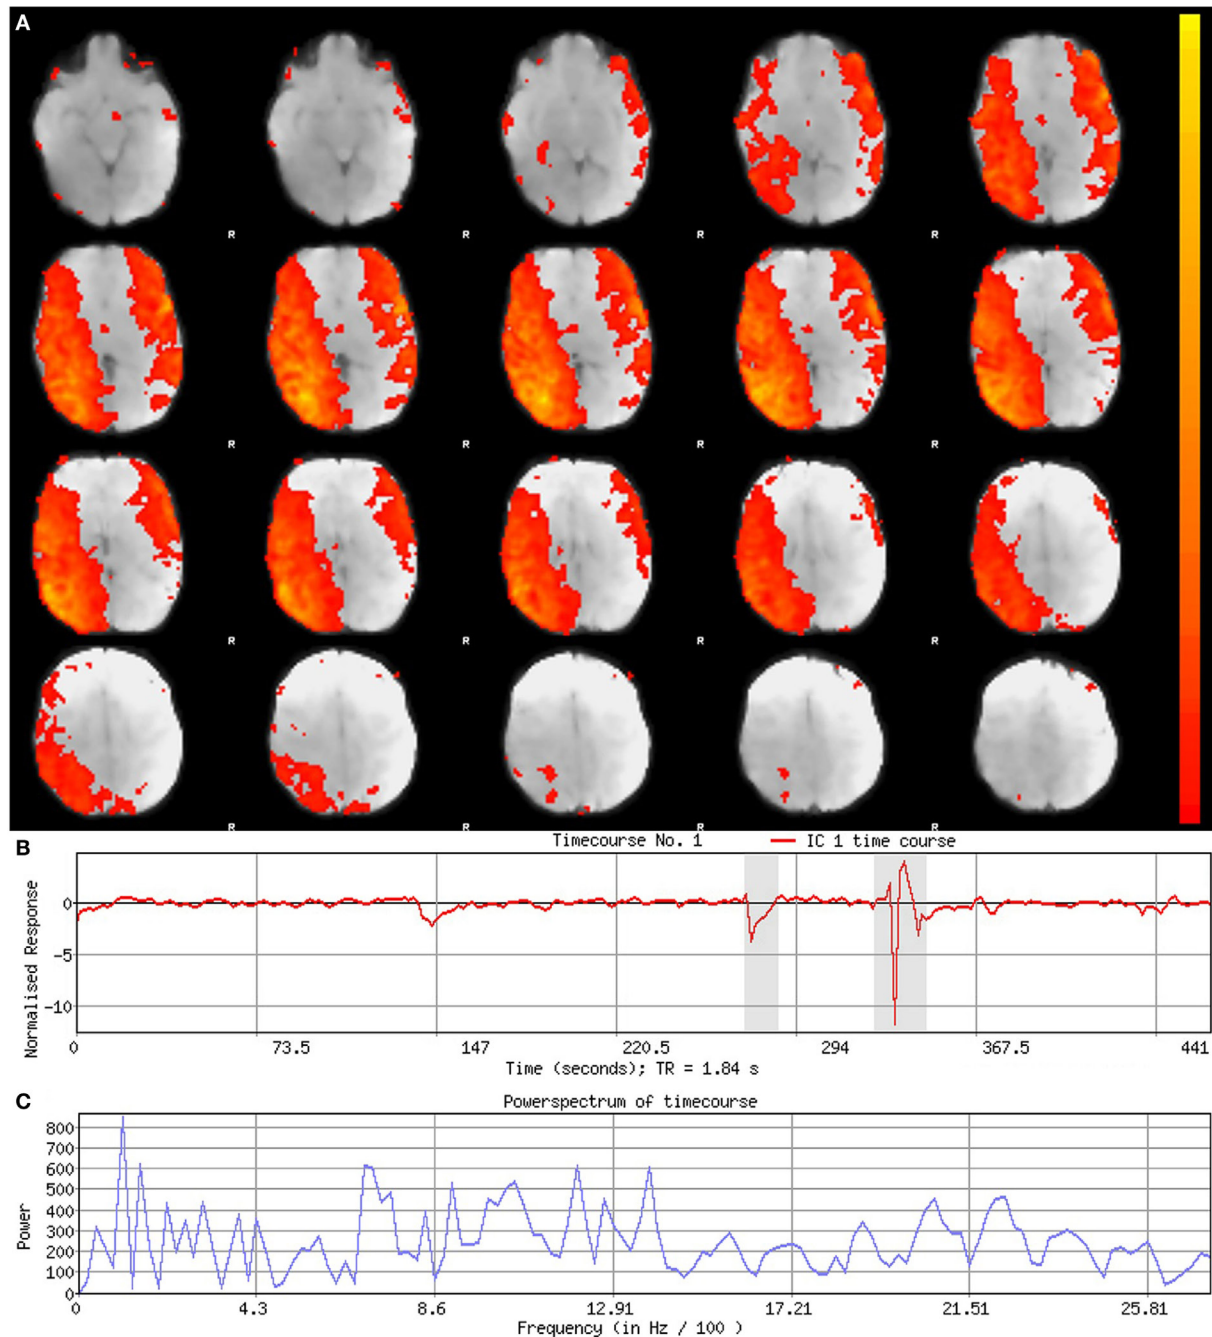 A
R R R R
R R R R
R R R R
R R R R
B
Timecourse No. 1 IC 1 time course
Normalised Response
0
-5
-10
0 73.5 147 220.5 294 367.5 441
Time (seconds); TR = 1.84 s
C
Powerspectrum of timecourse
Power
800
700
600
500
400
300
200
100
0
0 4.3 8.6 12.91 17.21 21.51 25.81
Frequency (in Hz / 100 )